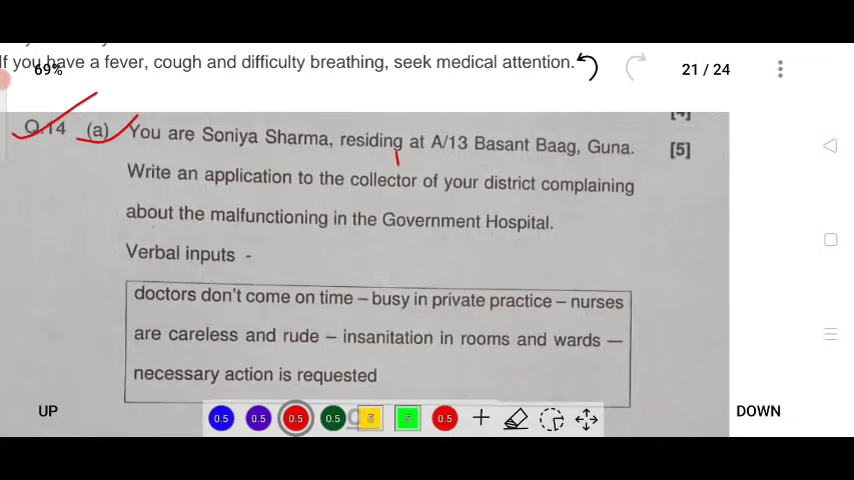 If you have a fever, cough and difficulty breathing, seek medical attention.
69%
21 / 24
[4]
Q.14 (a) You are Soniya Sharma, residing at A/13 Basant Baag, Guna. [5]
Write an application to the collector of your district complaining
about the malfunctioning in the Government Hospital.
Verbal inputs -
doctors don't come on time – busy in private practice – nurses
are careless and rude – insanitation in rooms and wards —
necessary action is requested
UP
0.5 0.5 0.5 0.5 5 5 0.5
DOWN